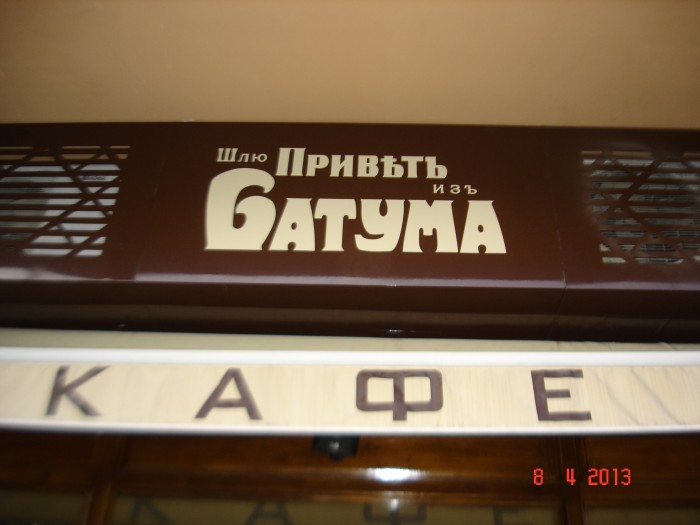 Шлю Привѣтъ
изъ
Батума
КАФЕ
8 4 2013